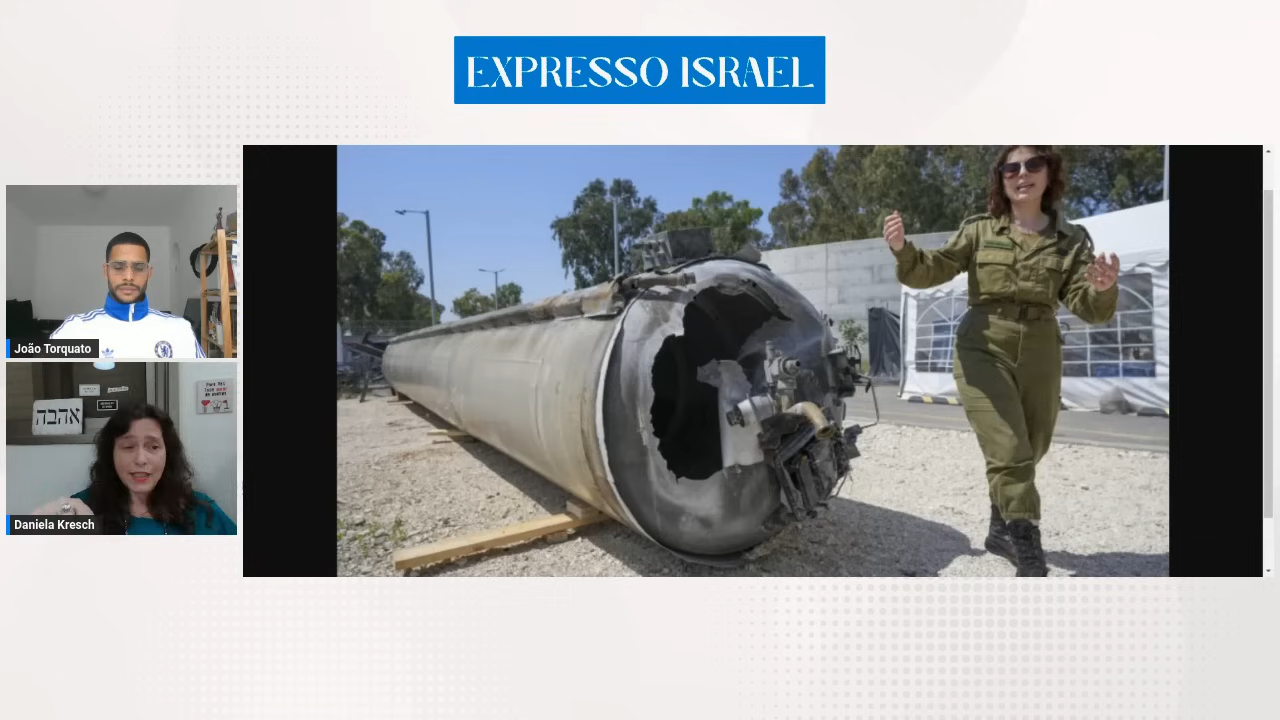 EXPRESSO ISRAEL
João Torquato
אהבה
Daniela Kresch